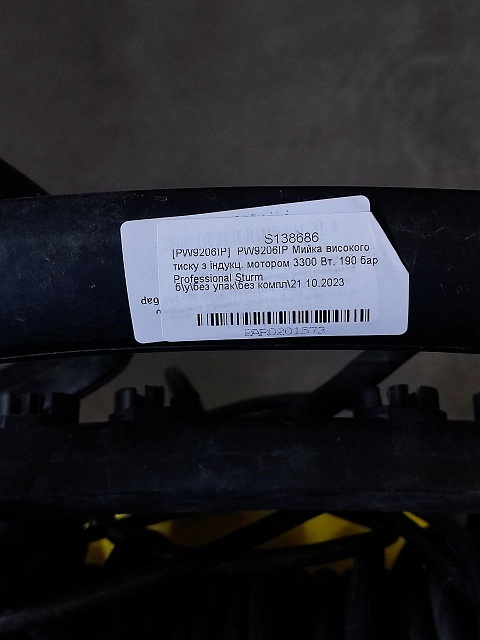 S138686
[PW9206IP] PW9206IP Мийка високого
тиску з індукц. мотором 3300 Вт, 190 бар
Professional Sturm
б\у\без упак\без компл\21 10.2023
бар